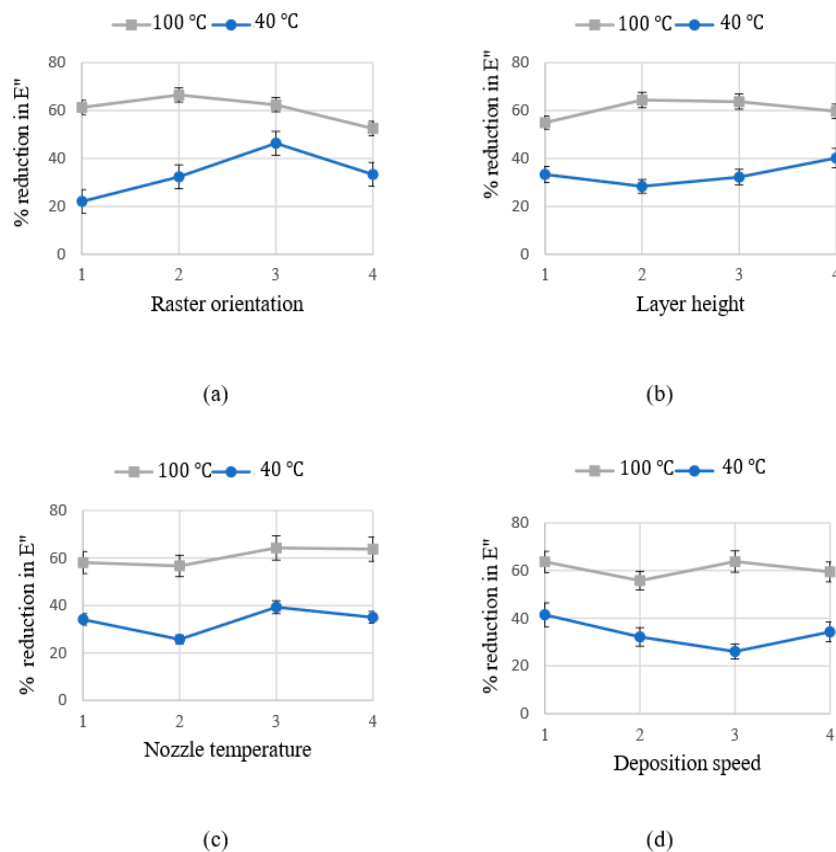 100 ℃ 40 ℃ 100 ℃ 40 ℃
% reduction in E" % reduction in E"
80 80
60 60
40 40
20 20
0 0
1 2 3 4 1 2 3 4
Raster orientation Layer height
(a) (b)
100 ℃ 40 ℃ 100 ℃ 40 ℃
% reduction in E" % reduction in E"
80 80
60 60
40 40
20 20
0 0
1 2 3 4 1 2 3 4
Nozzle temperature Deposition speed
(c) (d)